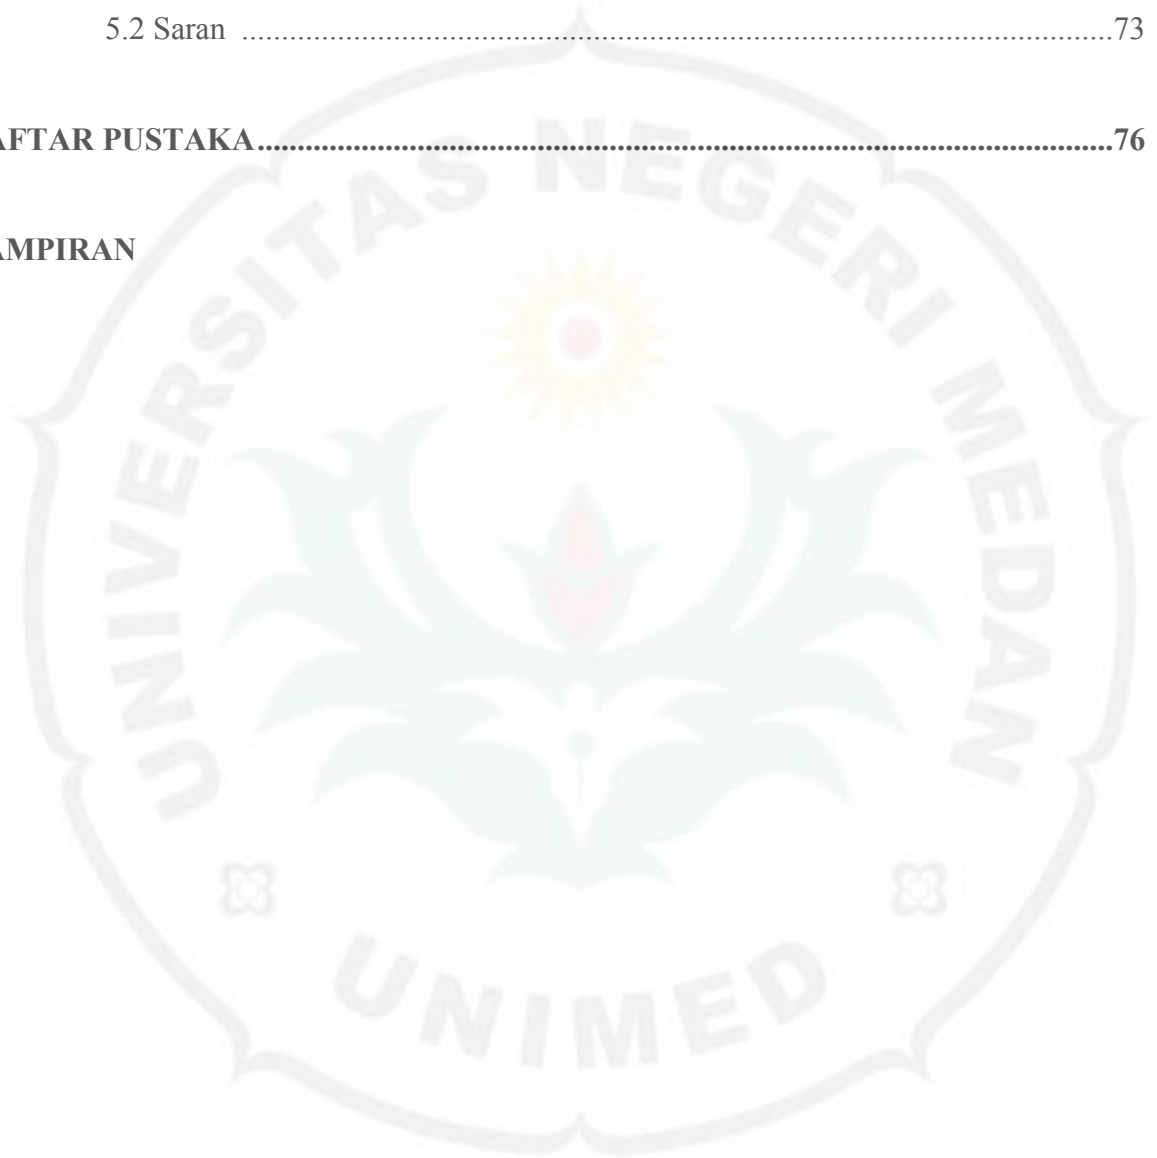 5.2 Saran ..............................................................................................................73
AFTAR PUSTAKA............................................................................................................76
AMPIRAN
UNIVERSITAS NEGERI MEDAN
UNIMED